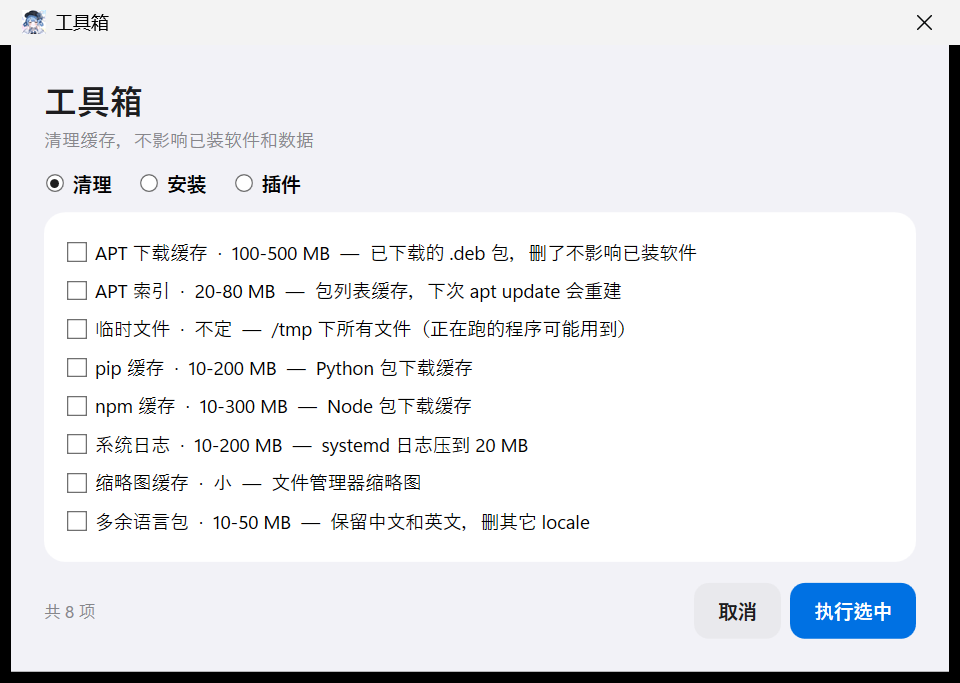 工具箱
工具箱
清理缓存，不影响已装软件和数据
清理 安装 插件
APT 下载缓存 · 100-500 MB — 已下载的 .deb 包，删了不影响已装软件
APT 索引 · 20-80 MB — 包列表缓存，下次 apt update 会重建
临时文件 · 不定 — /tmp 下所有文件（正在跑的程序可能用到）
pip 缓存 · 10-200 MB — Python 包下载缓存
npm 缓存 · 10-300 MB — Node 包下载缓存
系统日志 · 10-200 MB — systemd 日志压到 20 MB
缩略图缓存 · 小 — 文件管理器缩略图
多余语言包 · 10-50 MB — 保留中文和英文，删其它 locale
共 8 项
取消 执行选中